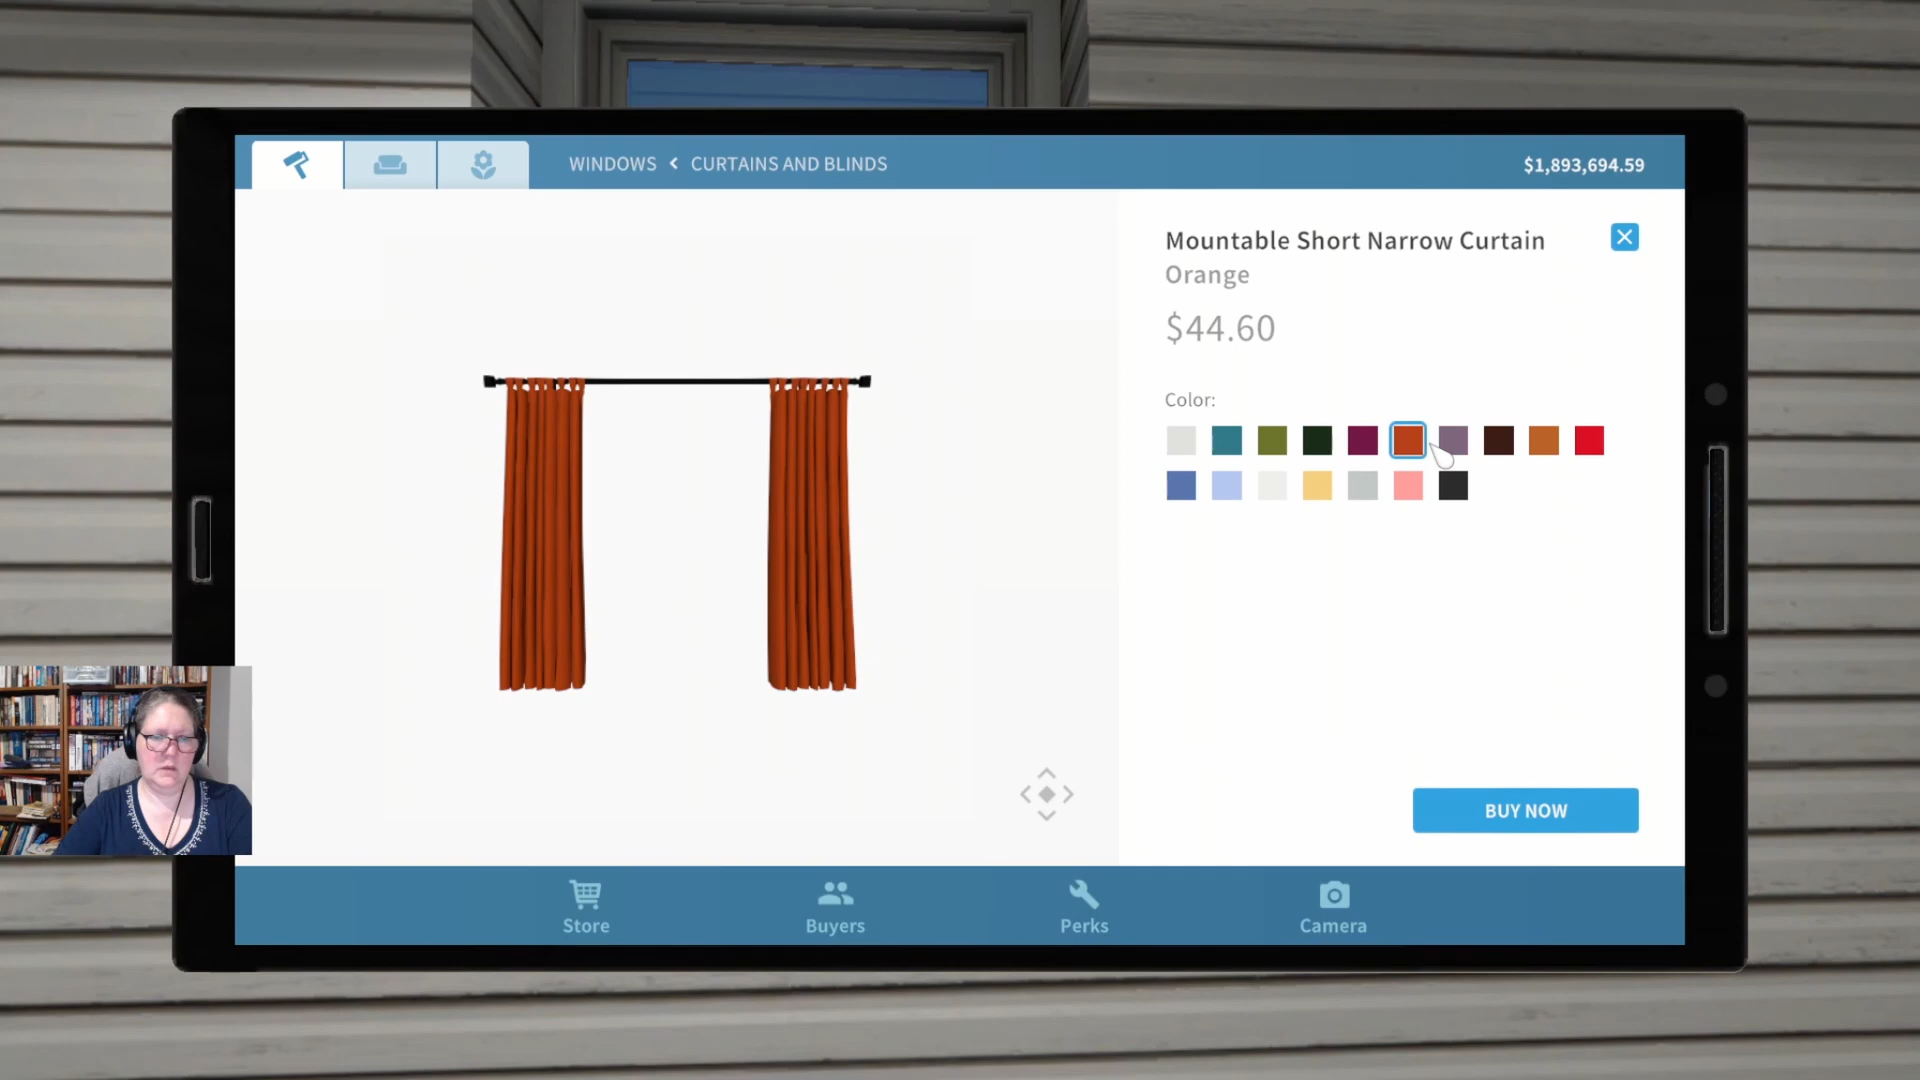 WINDOWS < CURTAINS AND BLINDS
$1,893,694.59
Mountable Short Narrow Curtain
Orange
$44.60
Color:
BUY NOW
Store
Buyers
Perks
Camera